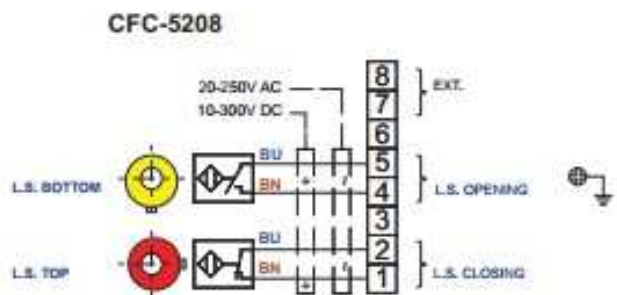 CFC-5208
20-250V AC
10-300V DC
8
7
EXT.
6
BU
5
L.S. BOTTOM
BN
4
L.S. OPENING
3
BU
2
L.S. TOP
BN
1
L.S. CLOSING